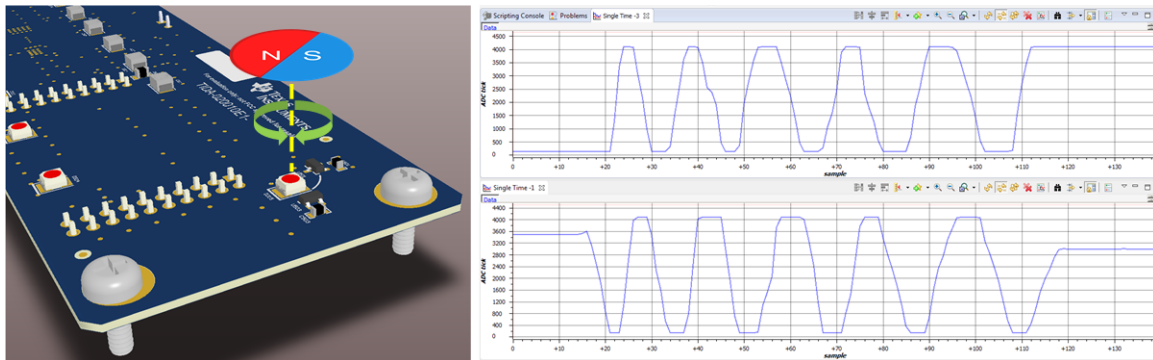 N S
TEXAS
INSTRUMENTS
Scripting Console Problems Single Time -3
Data
4500
4000
3500
3000
2500
2000
1500
1000
500
0
ADC tick
0 +10 +20 +30 +40 +50 +60 +70 +80 +90 +100 +110 +120 +130
sample
Single Time -1
Data
4400
4000
3600
3200
2800
2400
2000
1600
1200
800
400
0
ADC tick
0 +10 +20 +30 +40 +50 +60 +70 +80 +90 +100 +110 +120 +130
sample